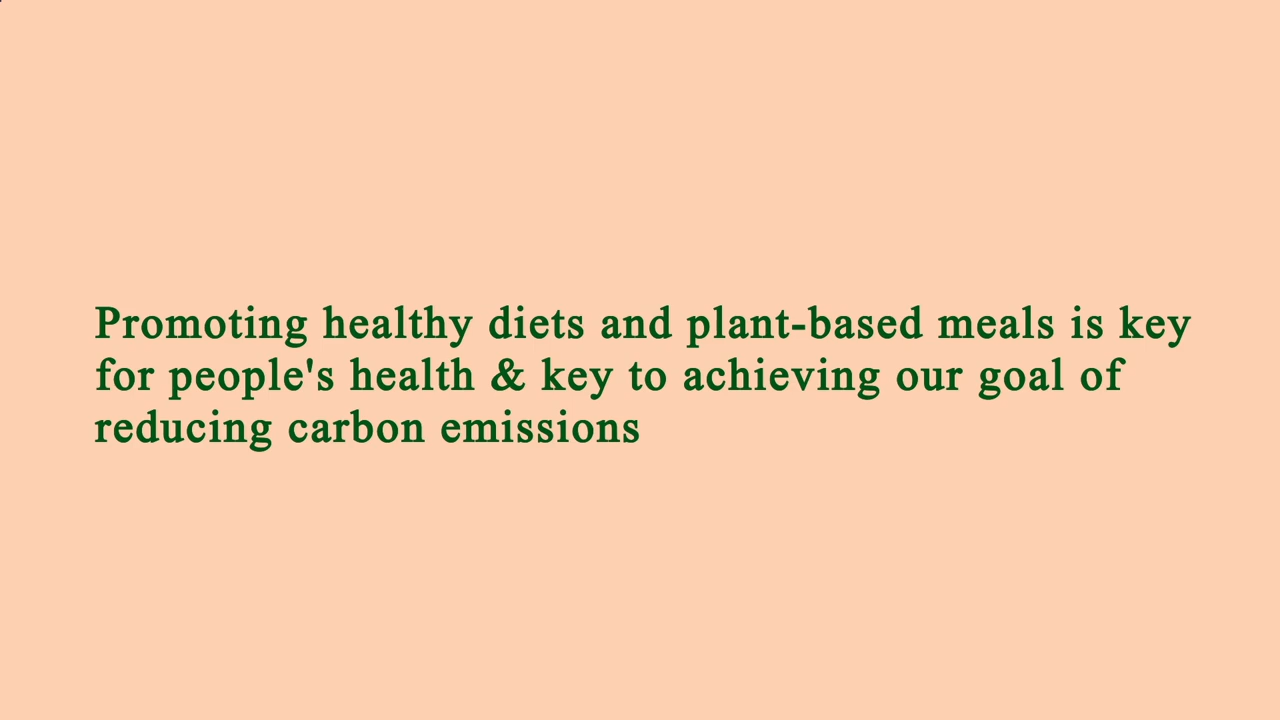 Promoting healthy diets and plant-based meals is key
for people's health & key to achieving our goal of
reducing carbon emissions